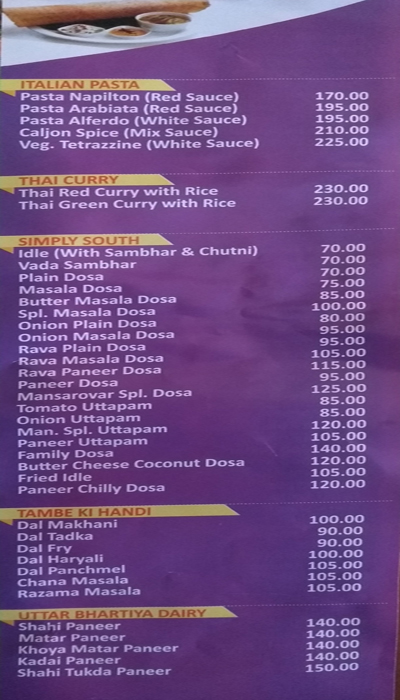 ITALIAN PASTA
Pasta Napilton (Red Sauce) 170.00
Pasta Arabiata (Red Sauce) 195.00
Pasta Alferdo (White Sauce) 195.00
Caljon Spice (Mix Sauce) 210.00
Veg. Tetrazzine (White Sauce) 225.00
THAI CURRY
Thai Red Curry with Rice 230.00
Thai Green Curry with Rice 230.00
SIMPLY SOUTH
Idle (With Sambhar & Chutni) 70.00
Vada Sambhar 70.00
Plain Dosa 70.00
Masala Dosa 75.00
Butter Masala Dosa 85.00
Spl. Masala Dosa 100.00
Onion Plain Dosa 80.00
Onion Masala Dosa 95.00
Rava Plain Dosa 95.00
Rava Masala Dosa 105.00
Rava Paneer Dosa 115.00
Paneer Dosa 95.00
Mansarovar Spl. Dosa 125.00
Tomato Uttapam 85.00
Onion Uttapam 85.00
Man. Spl. Uttapam 120.00
Paneer Uttapam 105.00
Family Dosa 140.00
Butter Cheese Coconut Dosa 120.00
Fried Idle 105.00
Paneer Chilly Dosa 120.00
TAMBE KI HANDI
Dal Makhani 100.00
Dal Tadka 90.00
Dal Fry 90.00
Dal Haryali 100.00
Dal Panchmel 105.00
Chana Masala 105.00
Razama Masala 105.00
UTTAR BHARTIYA DAIRY
Shahi Paneer 140.00
Matar Paneer 140.00
Khoya Matar Paneer 140.00
Kadai Paneer 140.00
Shahi Tukda Paneer 150.00